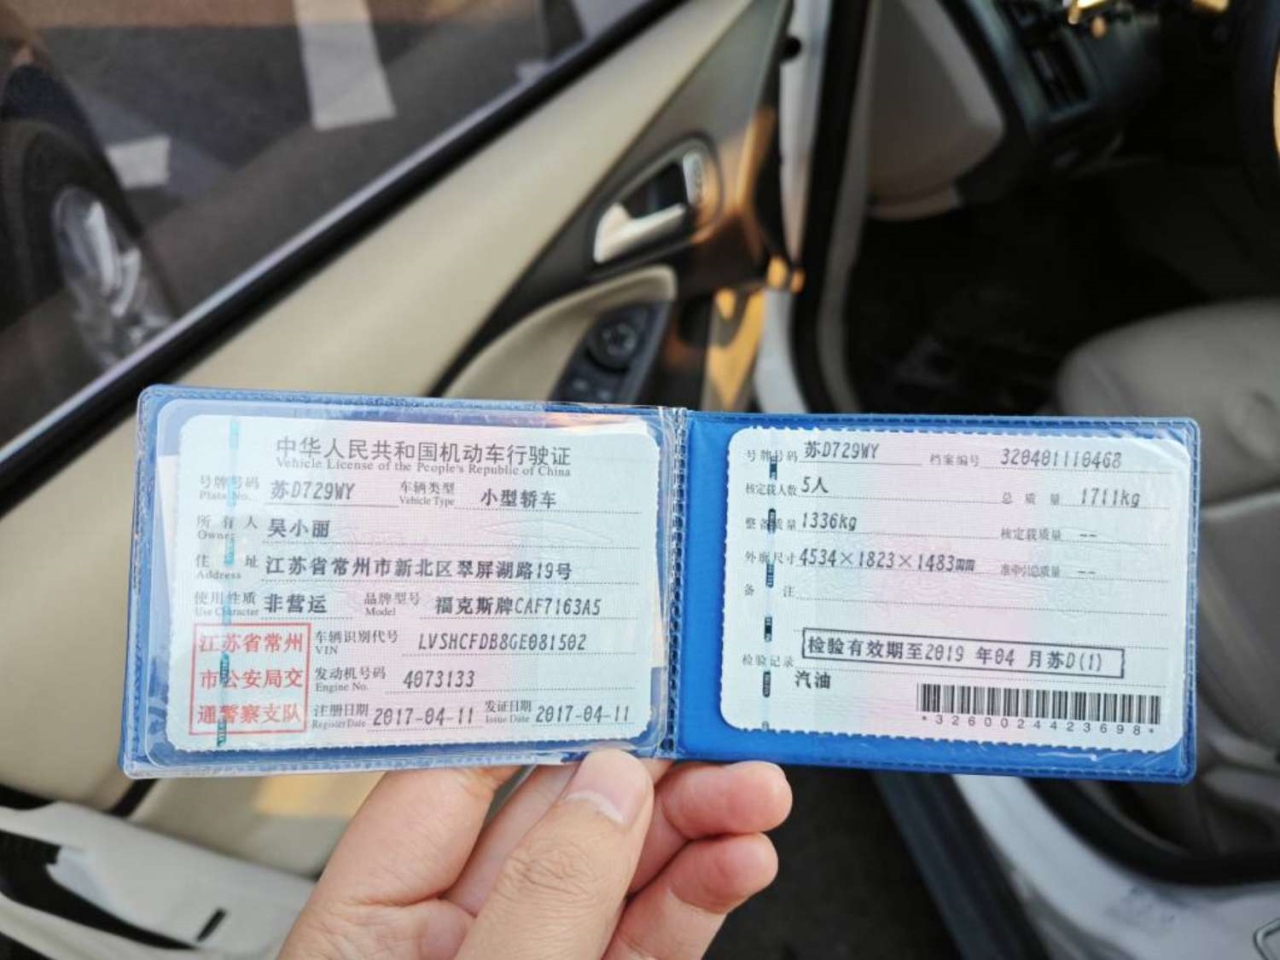 中华人民共和国机动车行驶证
Vehicle License of the People's Republic of China
号牌号码 苏D729WY 车辆类型 小型轿车
Plate No. Vehicle Type
所有人 吴小丽
Owner
住址 江苏省常州市新北区翠屏湖路19号
Address
使用性质 非营运 品牌型号 福克斯牌CAF7163A5
Use Character Model
江苏省常州
市公安局交
通警察支队
车辆识别代号 LVSHCFDB8GE081502
VIN
发动机号码 4073133
Engine No.
注册日期 2017-04-11 发证日期 2017-04-11
Register Date Issue Date
号牌号码 苏D729WY 档案编号 320401110468
核定载人数 5人 总质量 1711kg
整备质量 1336kg 核定载质量 --
外廓尺寸 4534×1823×1483mm 准牵引总质量 --
备注
检验记录 检验有效期至2019 年04 月苏D(1)
汽油
*3260024423698*